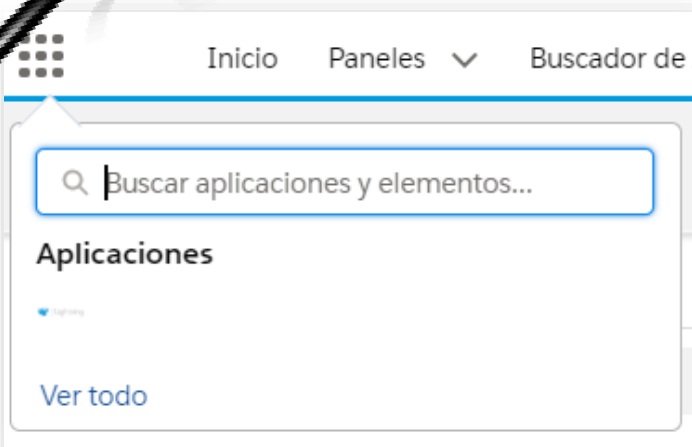 Inicio Paneles Buscador de
Buscar aplicaciones y elementos...
Aplicaciones
Ver todo